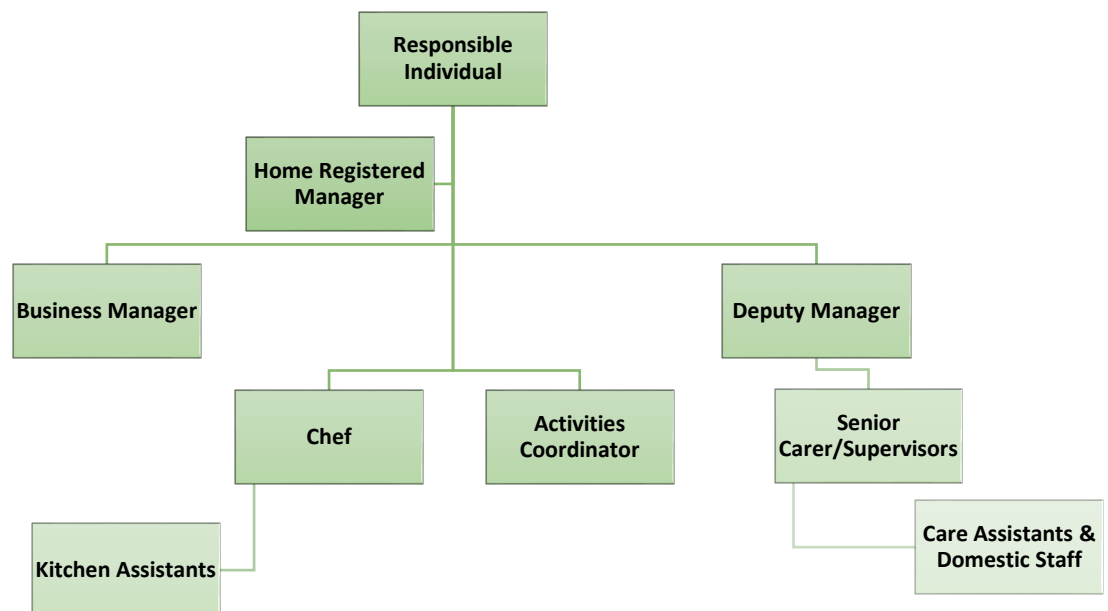 Responsible
Individual
Home Registered
Manager
Business Manager
Deputy Manager
Chef
Activities
Coordinator
Senior
Carer/Supervisors
Kitchen Assistants
Care Assistants &
Domestic Staff